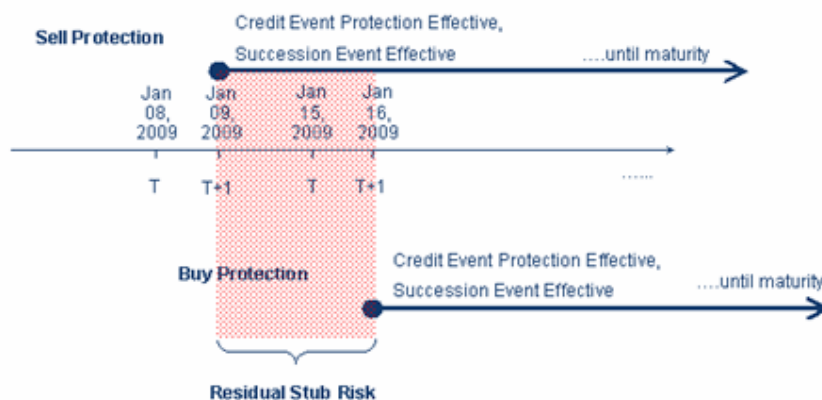 Credit Event Protection Effective,
Sell Protection
Succession Event Effective ....until maturity
Jan Jan Jan Jan
08, 09, 15, 16,
2009 2009 2009 2009
......
T T+1 T T+1
Credit Event Protection Effective,
Buy Protection
Succession Event Effective ....until maturity
Residual Stub Risk